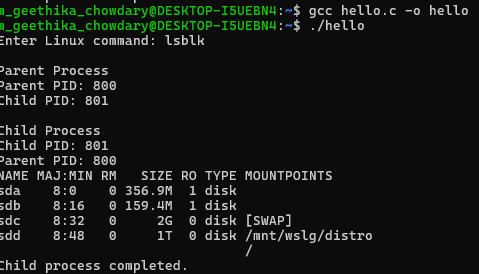 m_geethika_chowdary@DESKTOP-I5UEBN4:~$ gcc hello.c -o hello
m_geethika_chowdary@DESKTOP-I5UEBN4:~$ ./hello
Enter Linux command: lsblk

Parent Process
Parent PID: 800
Child PID: 801

Child Process
Child PID: 801
Parent PID: 800
NAME MAJ:MIN RM   SIZE RO TYPE MOUNTPOINTS
sda    8:0    0 356.9M  1 disk
sdb    8:16   0 159.4M  1 disk
sdc    8:32   0     2G  0 disk [SWAP]
sdd    8:48   0     1T  0 disk /mnt/wslg/distro
                               /
Child process completed.